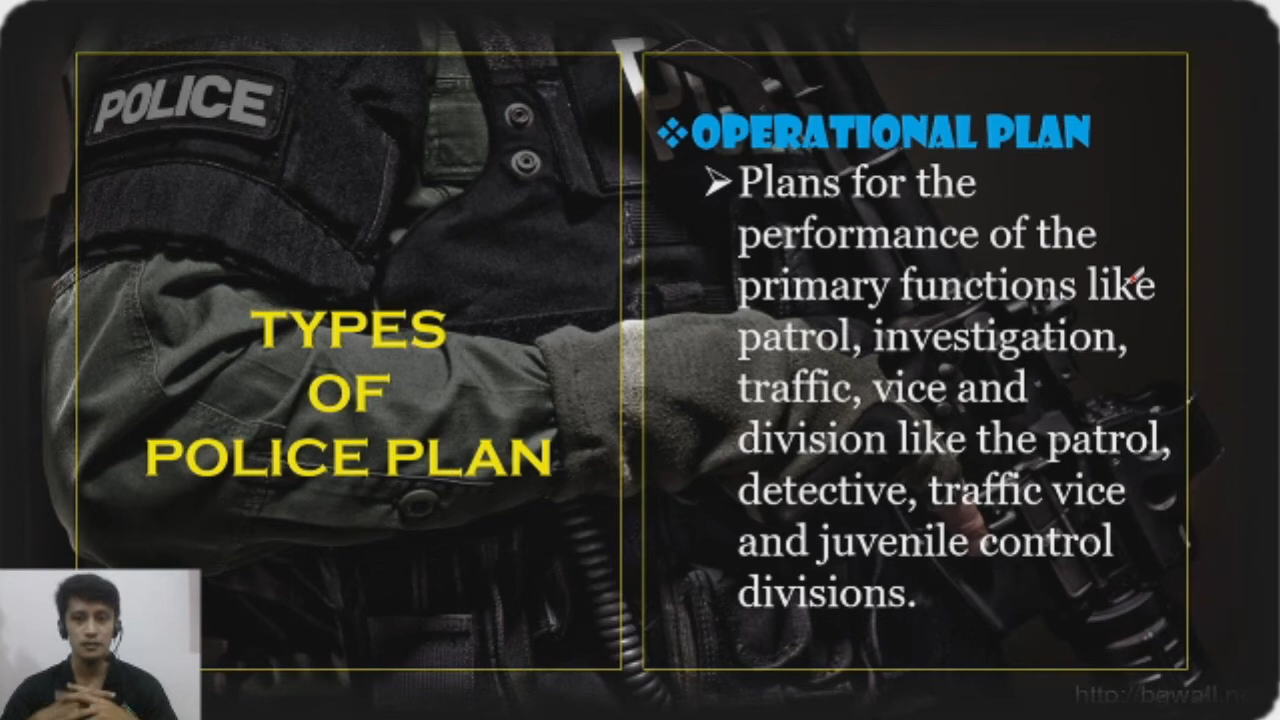 POLICE
TYPES
OF
POLICE PLAN
OPERATIONAL PLAN
Plans for the
performance of the
primary functions like
patrol, investigation,
traffic, vice and
division like the patrol,
detective, traffic vice
and juvenile control
divisions.